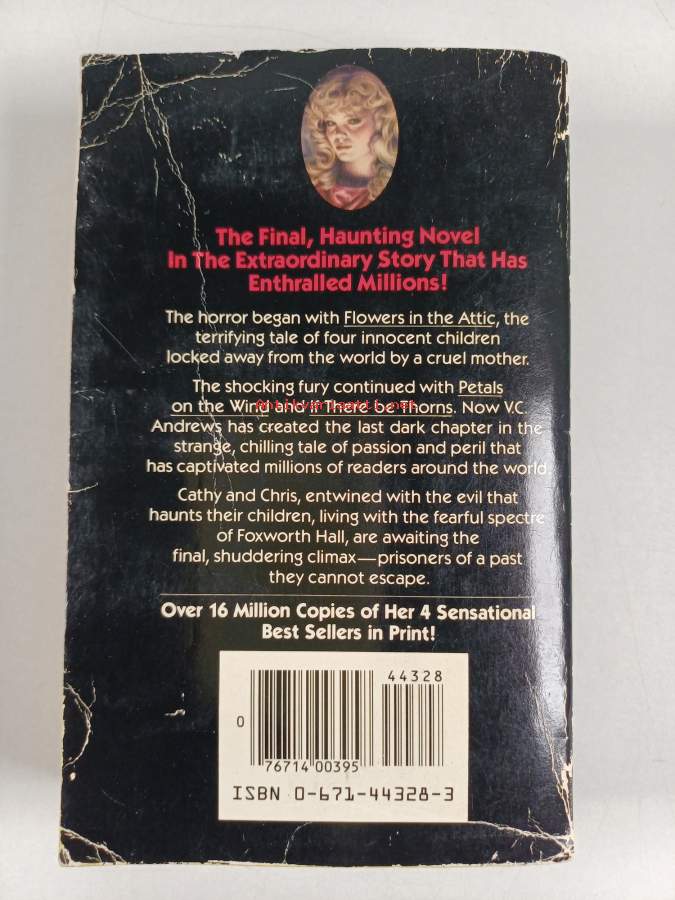 The Final, Haunting Novel
In The Extraordinary Story That Has
Enthralled Millions!
The horror began with Flowers in the Attic, the
terrifying tale of four innocent children
locked away from the world by a cruel mother.
The shocking fury continued with Petals
on the Wind and If There be Thorns. Now V.C.
Antikvariaatti.net
Andrews has created the last dark chapter in the
strange, chilling tale of passion and peril that
has captivated millions of readers around the world.
Cathy and Chris, entwined with the evil that
haunts their children, living with the fearful spectre
of Foxworth Hall, are awaiting the
final, shuddering climax—prisoners of a past
they cannot escape.
Over 16 Million Copies of Her 4 Sensational
Best Sellers in Print!
44328
0
76714 00395
ISBN 0-671-44328-3